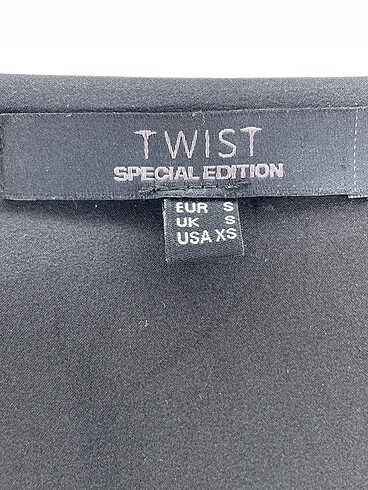 TWIST
SPECIAL EDITION
EUR S
UK S
USA XS